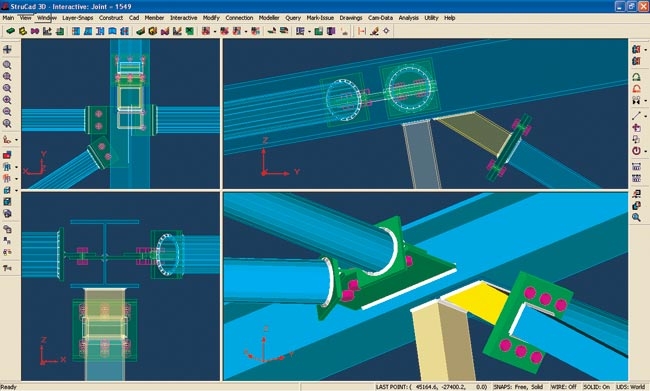 StruCad 3D - Interactive: Joint = 1549
Main View Window Layer-Snaps Construct Cad Member Interactive Modify Connection Modeller Query Mark-Issue Drawings Cam-Data Analysis Utility Help
Y
X
Z
Z
Y
Z
X
Ready
LAST POINT: ( 45164.6, -27400.2, 0.0) SNAPS: Free, Solid WIRE: Off SOLID: On UDS: World